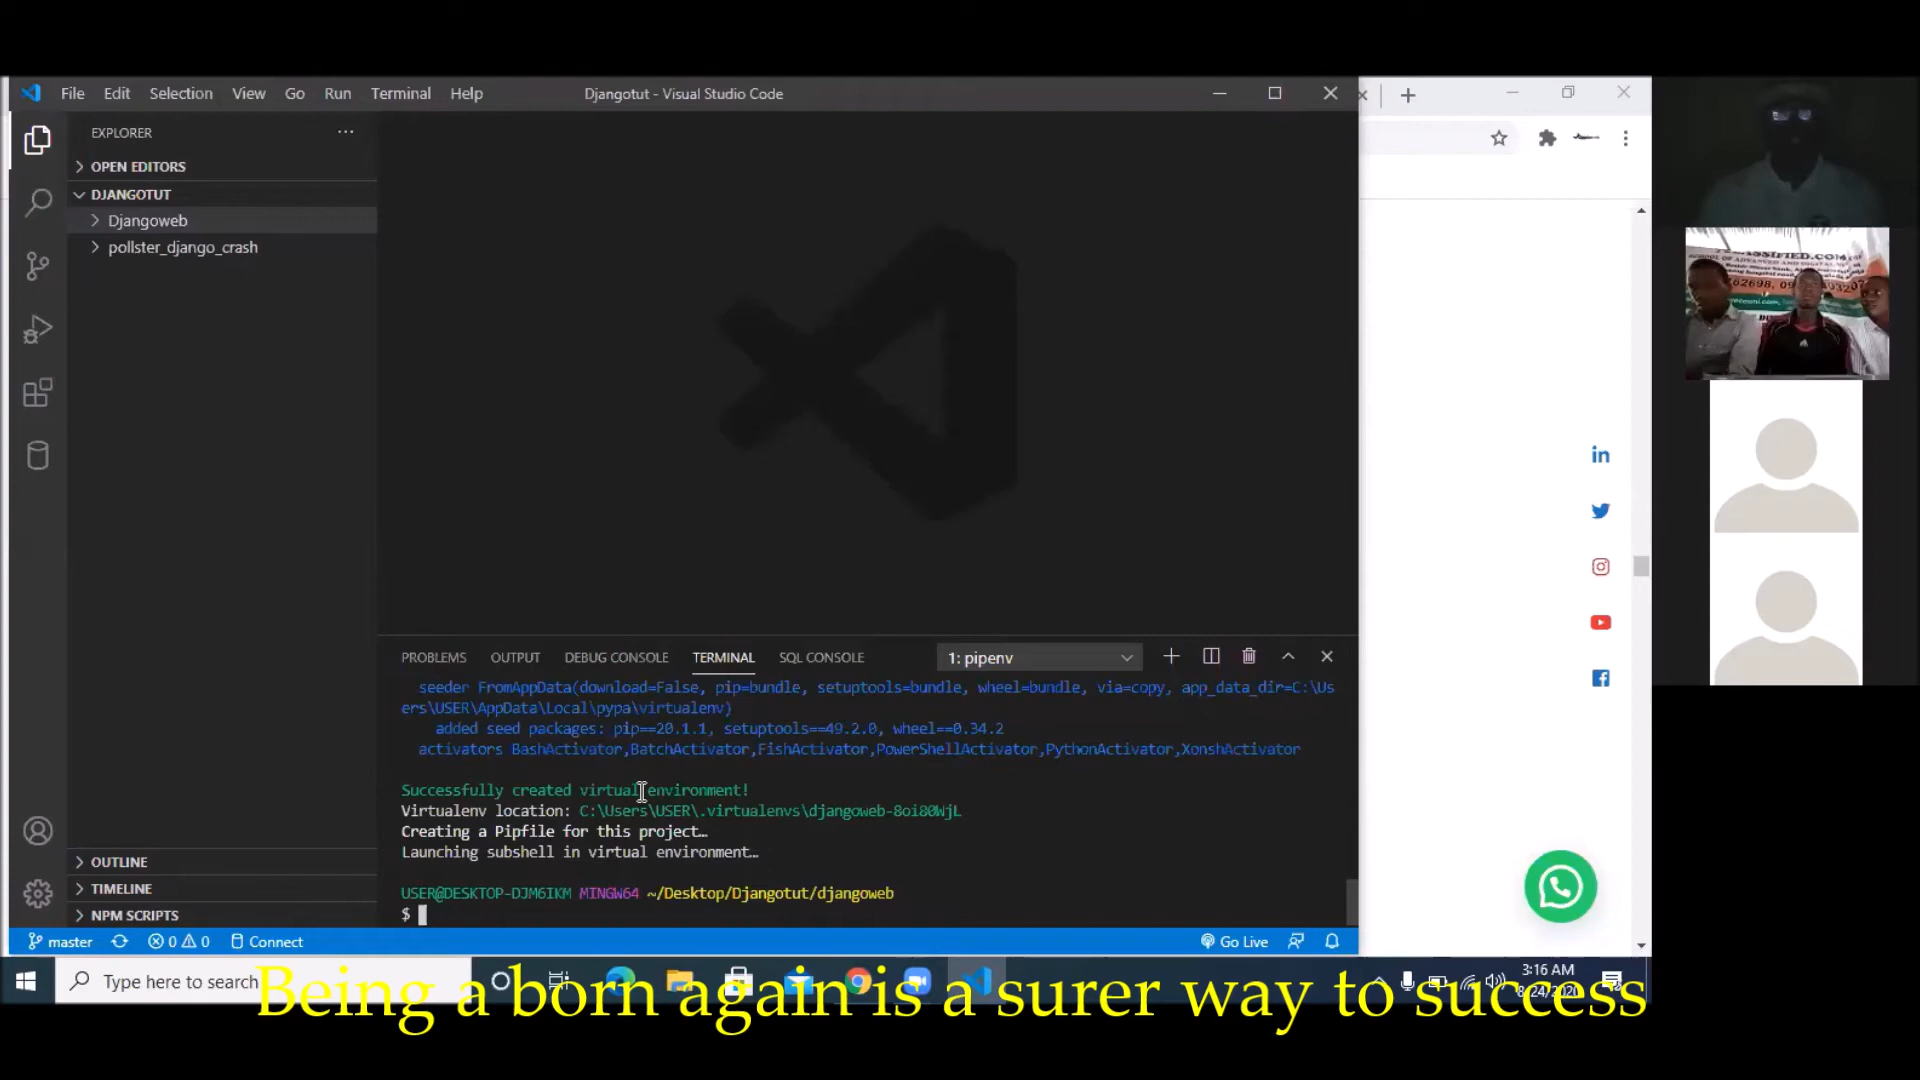 File Edit Selection View Go Run Terminal Help
Djangotut - Visual Studio Code
EXPLORER
OPEN EDITORS
DJANGOTUT
Djangoweb
pollster_django_crash
OUTLINE
TIMELINE
NPM SCRIPTS
PROBLEMS OUTPUT DEBUG CONSOLE TERMINAL SQL CONSOLE
1: pipenv
seeder FromAppData(download=False, pip=bundle, setuptools=bundle, wheel=bundle, via=copy, app_data_dir=C:\Us
ers\USER\AppData\Local\pypa\virtualenv)
added seed packages: pip==20.1.1, setuptools==49.2.0, wheel==0.34.2
activators BashActivator,BatchActivator,FishActivator,PowerShellActivator,PythonActivator,XonshActivator
Successfully created virtual environment!
Virtualenv location: C:\Users\USER\.virtualenvs\djangoweb-8oi80WjL
Creating a Pipfile for this project…
Launching subshell in virtual environment…
USER@DESKTOP-DJM6IKM MINGW64 ~/Desktop/Djangotut/djangoweb
$
master 0 0 Connect
Go Live
Type here to search
3:16 AM
8/24/2020
Being a born again is a surer way to success